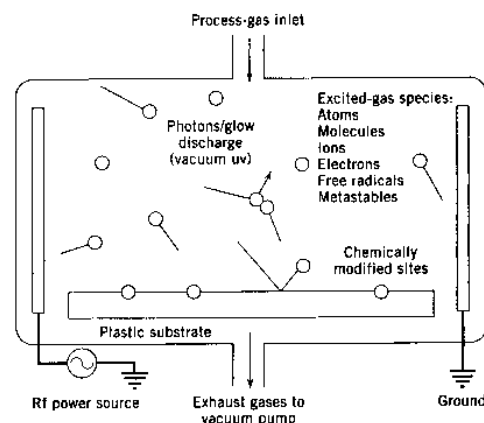 Process-gas inlet
Photons/glow
discharge
(vacuum uv)
Excited-gas species:
Atoms
Molecules
Ions
Electrons
Free radicals
Metastables
Chemically
modified sites
Plastic substrate
Rf power source
Exhaust gases to
vacuum pump
Ground